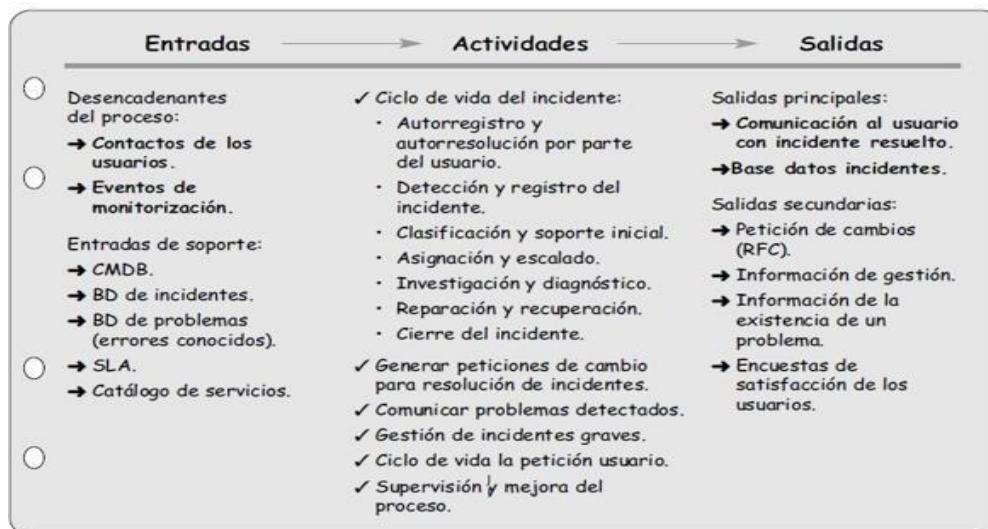 Entradas
Actividades
Salidas
Desencadenantes
del proceso:
→ Contactos de los
usuarios.
→ Eventos de
monitorización.
Entradas de soporte:
→ CMDB.
→ BD de incidentes.
→ BD de problemas
(errores conocidos).
→ SLA.
→ Catálogo de servicios.
✓ Ciclo de vida del incidente:
· Autorregistro y
autorresolución por parte
del usuario.
· Detección y registro del
incidente.
· Clasificación y soporte inicial.
· Asignación y escalado.
· Investigación y diagnóstico.
· Reparación y recuperación.
· Cierre del incidente.
✓ Generar peticiones de cambio
para resolución de incidentes.
✓ Comunicar problemas detectados.
✓ Gestión de incidentes graves.
✓ Ciclo de vida la petición usuario.
✓ Supervisión y mejora del
proceso.
Salidas principales:
→ Comunicación al usuario
con incidente resuelto.
→Base datos incidentes.
Salidas secundarias:
→ Petición de cambios
(RFC).
→ Información de gestión.
→ Información de la
existencia de un
problema.
→ Encuestas de
satisfacción de los
usuarios.